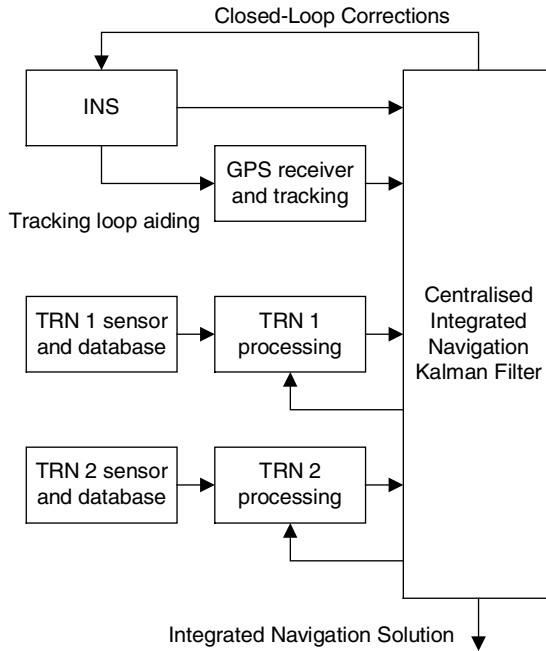 Closed-Loop Corrections
INS
GPS receiver
and tracking
Tracking loop aiding
TRN 1 sensor
and database
TRN 1
processing
Centralised
Integrated
Navigation
Kalman Filter
TRN 2 sensor
and database
TRN 2
processing
Integrated Navigation Solution